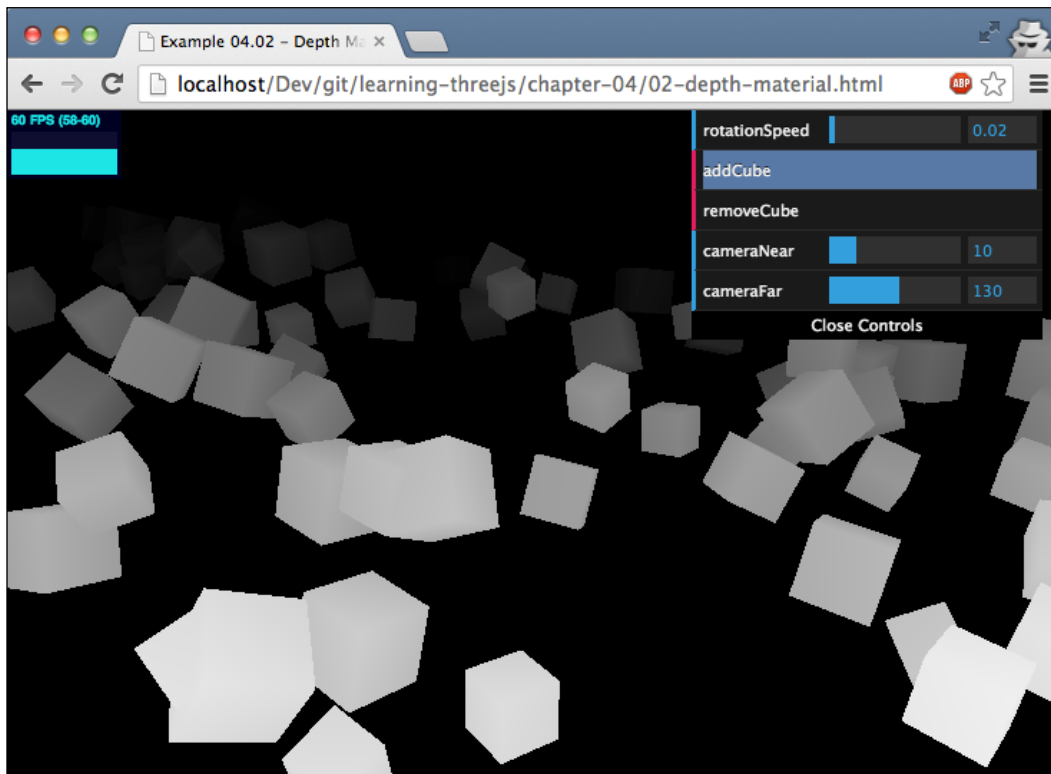 Example 04.02 - Depth Ma
localhost/Dev/git/learning-threejs/chapter-04/02-depth-material.html
ABP
60 FPS (58-60)
rotationSpeed 0.02
addCube
removeCube
cameraNear 10
cameraFar 130
Close Controls